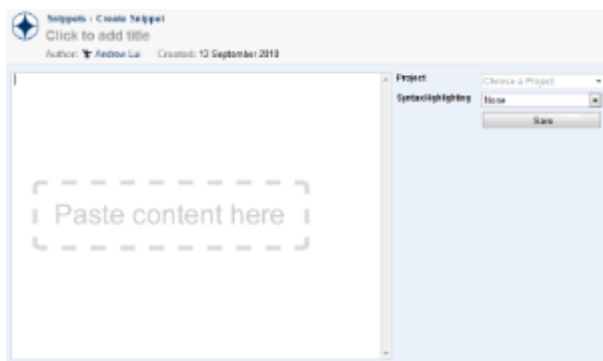 Snippets › Create Snippet
Click to add title
Author: Andrew Lui Created: 13 September 2010
Project Choose a Project
Syntax Highlighting None
Save
Paste content here